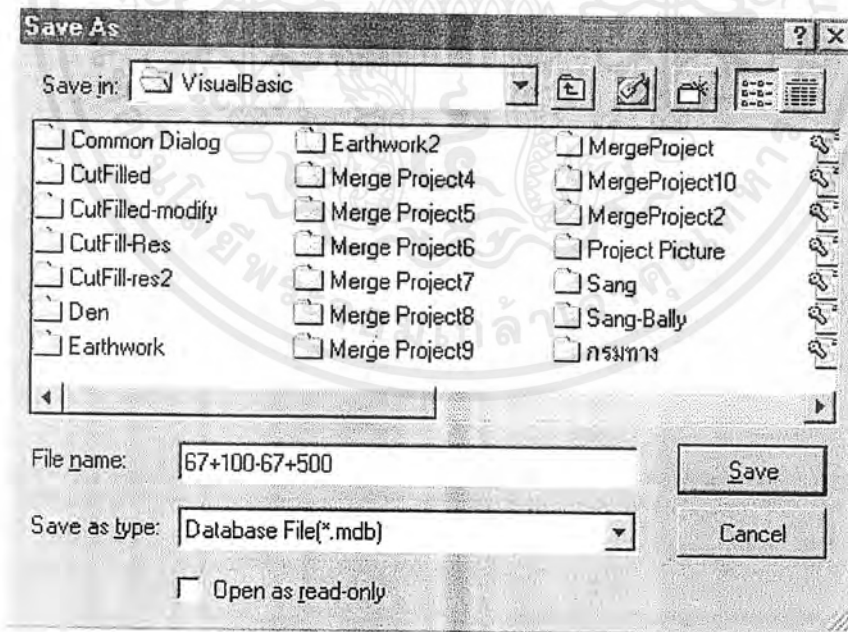 Save As
Save in: VisualBasic
Common Dialog
CutFilled
CutFilled-modify
CutFill-Res
CutFill-res2
Den
Earthwork
Earthwork2
Merge Project4
Merge Project5
Merge Project6
Merge Project7
Merge Project8
Merge Project9
MergeProject
MergeProject10
MergeProject2
Project Picture
Sang
Sang-Bally
กรมทาง
File name: 67+100-67+500
Save
Save as type: Database File(*.mdb)
Cancel
Open as read-only